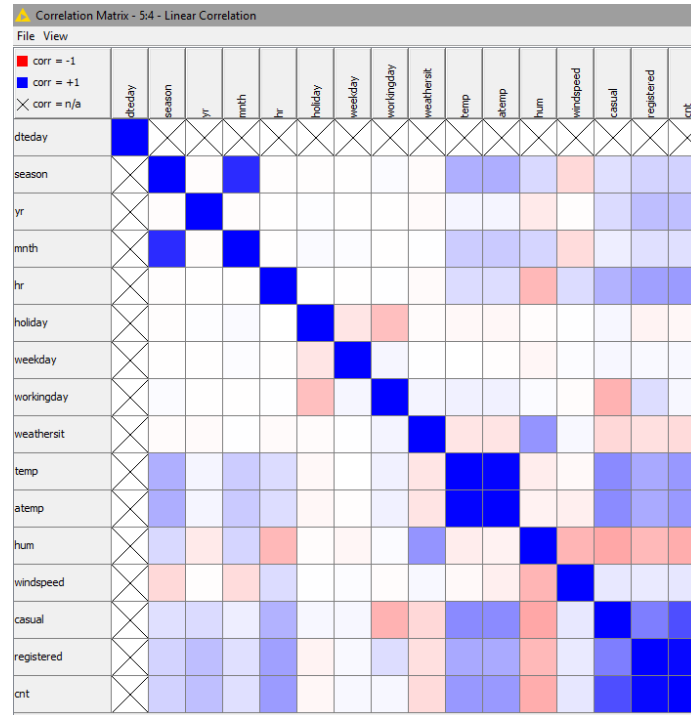 Correlation Matrix - 5:4 - Linear Correlation
File View
corr = -1
corr = +1
corr = n/a
dteday
season
yr
mnth
hr
holiday
weekday
workingday
weathersit
temp
atemp
hum
windspeed
casual
registered
cnt
dteday
season
yr
mnth
hr
holiday
weekday
workingday
weathersit
temp
atemp
hum
windspeed
casual
registered
cnt